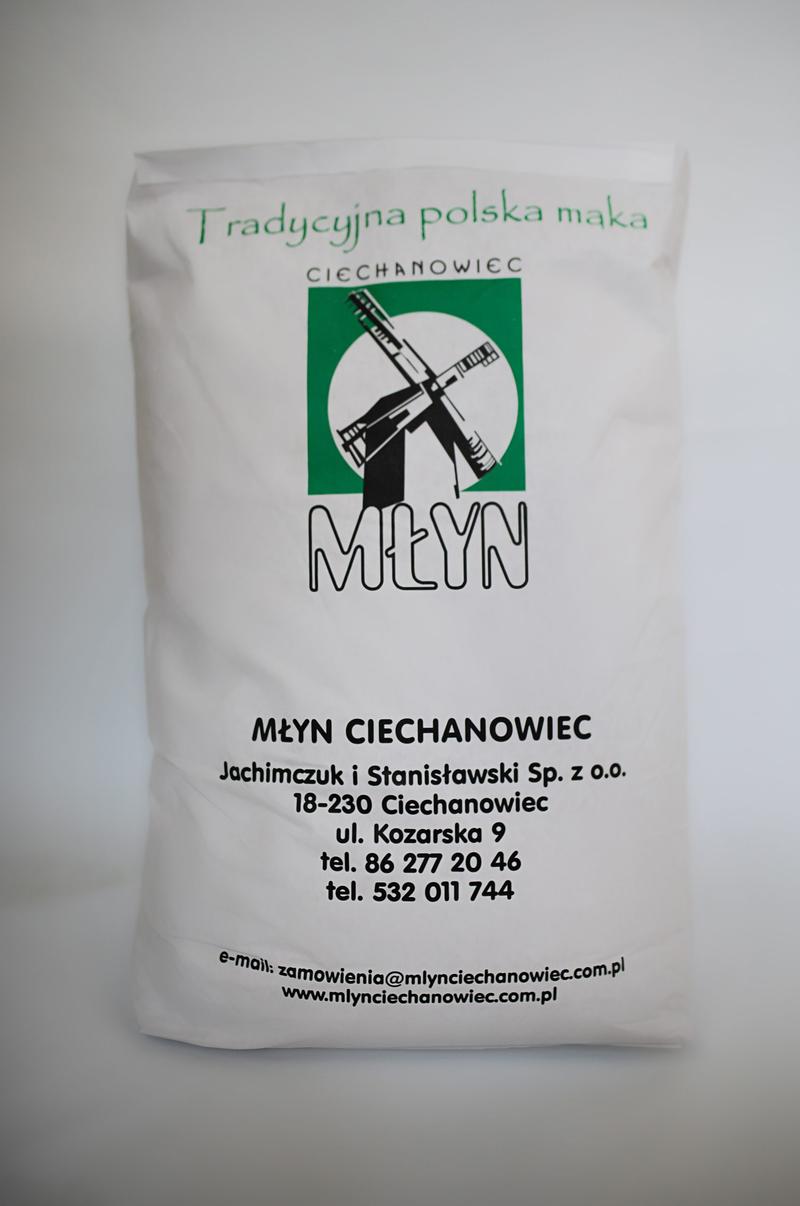 Tradycyjna polska mąka
CIECHANOWIEC
MŁYN
MŁYN CIECHANOWIEC
Jachimczuk i Stanisławski Sp. z o.o.
18-230 Ciechanowiec
ul. Kozarska 9
tel. 86 277 20 46
tel. 532 011 744
e-mail: zamowienia@mlynciechanowiec.com.pl
www.mlynciechanowiec.com.pl